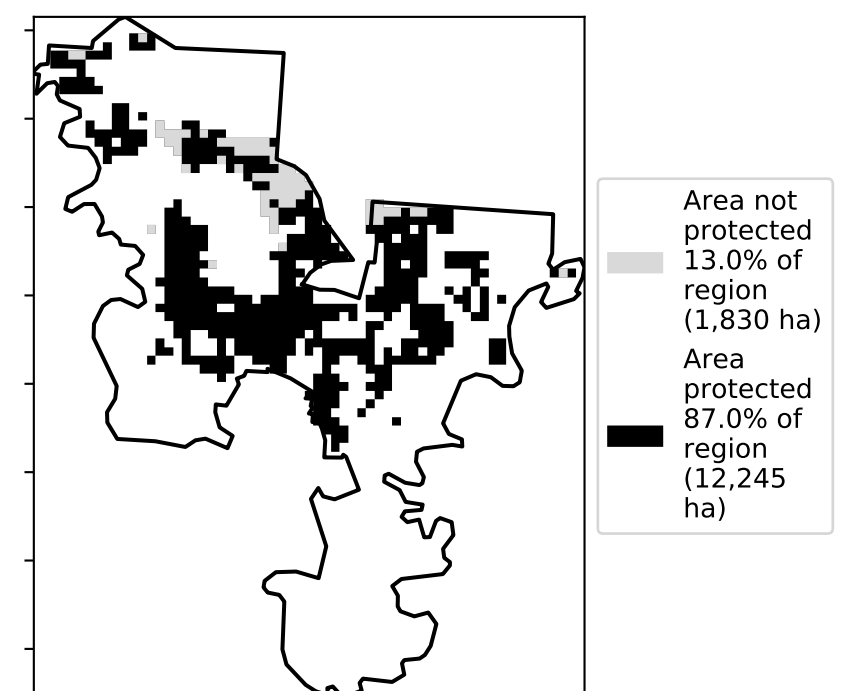 Area not
protected
13.0% of
region
(1,830 ha)
Area
protected
87.0% of
region
(12,245
ha)